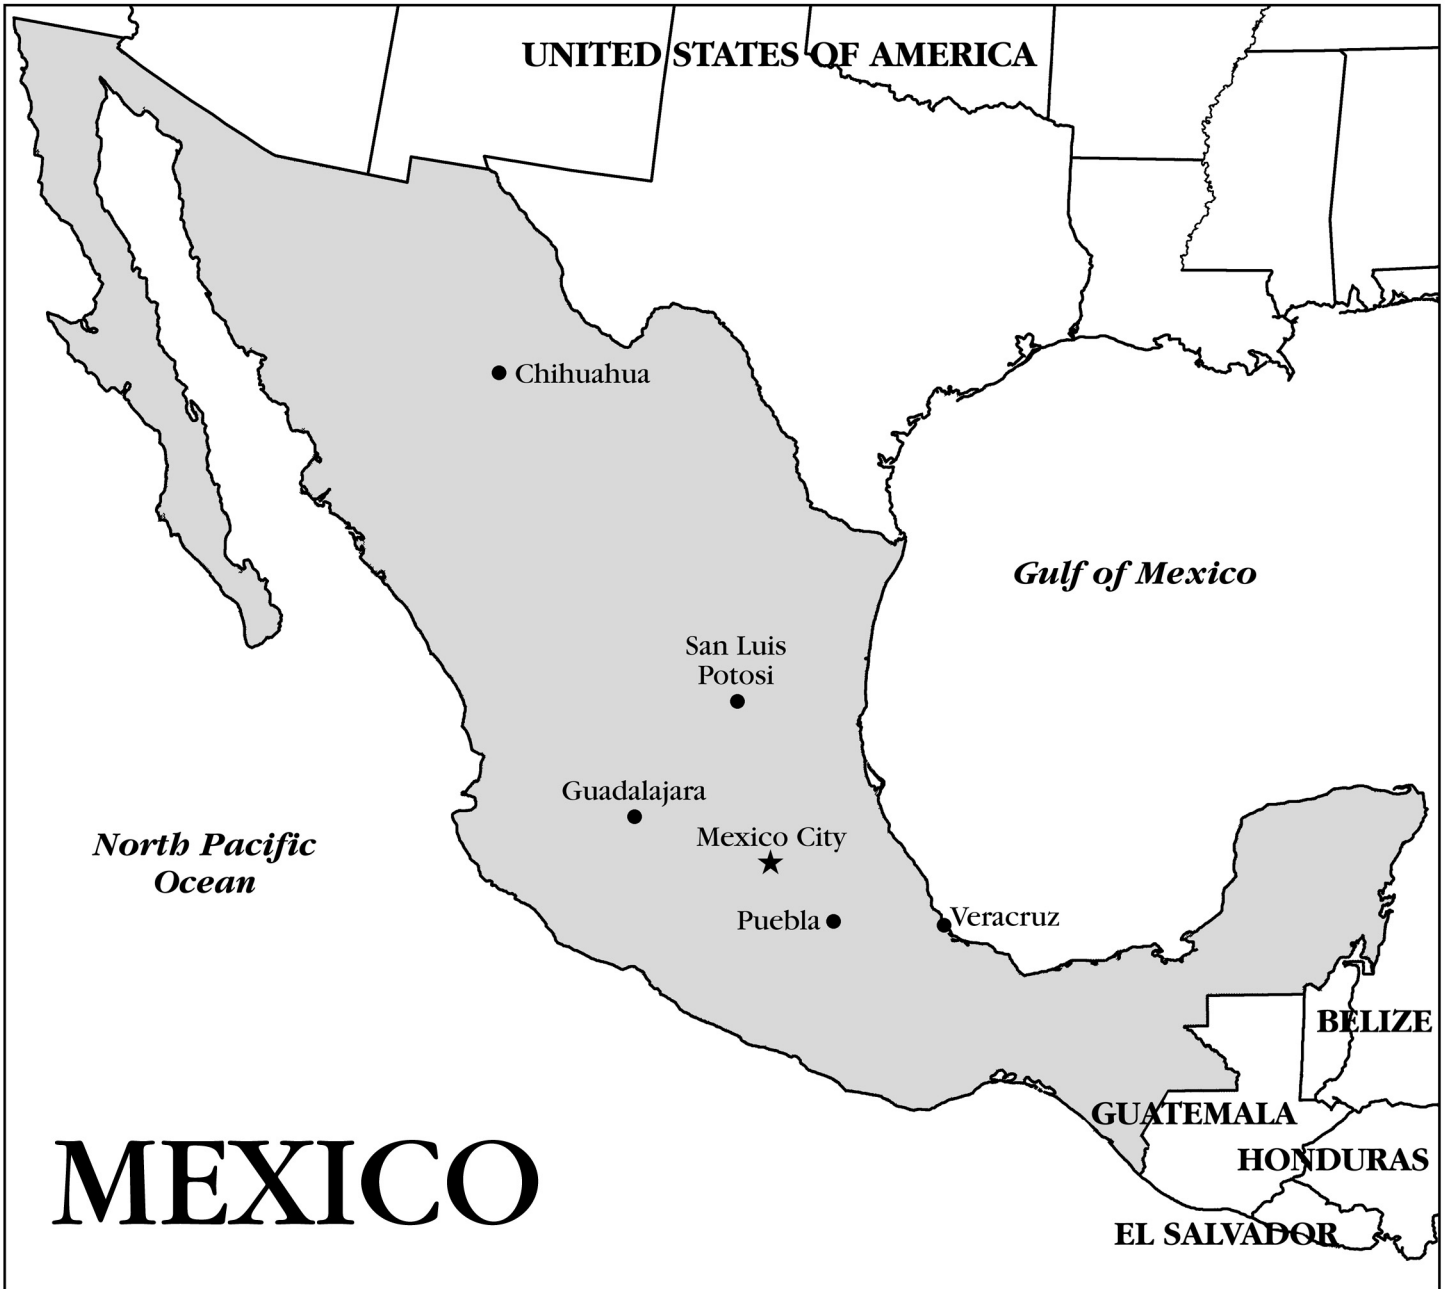 UNITED STATES OF AMERICA
Chihuahua
Gulf of Mexico
San Luis
Potosi
Guadalajara
Mexico City
North Pacific
Ocean
Puebla
Veracruz
BELIZE
GUATEMALA
HONDURAS
MEXICO
EL SALVADOR